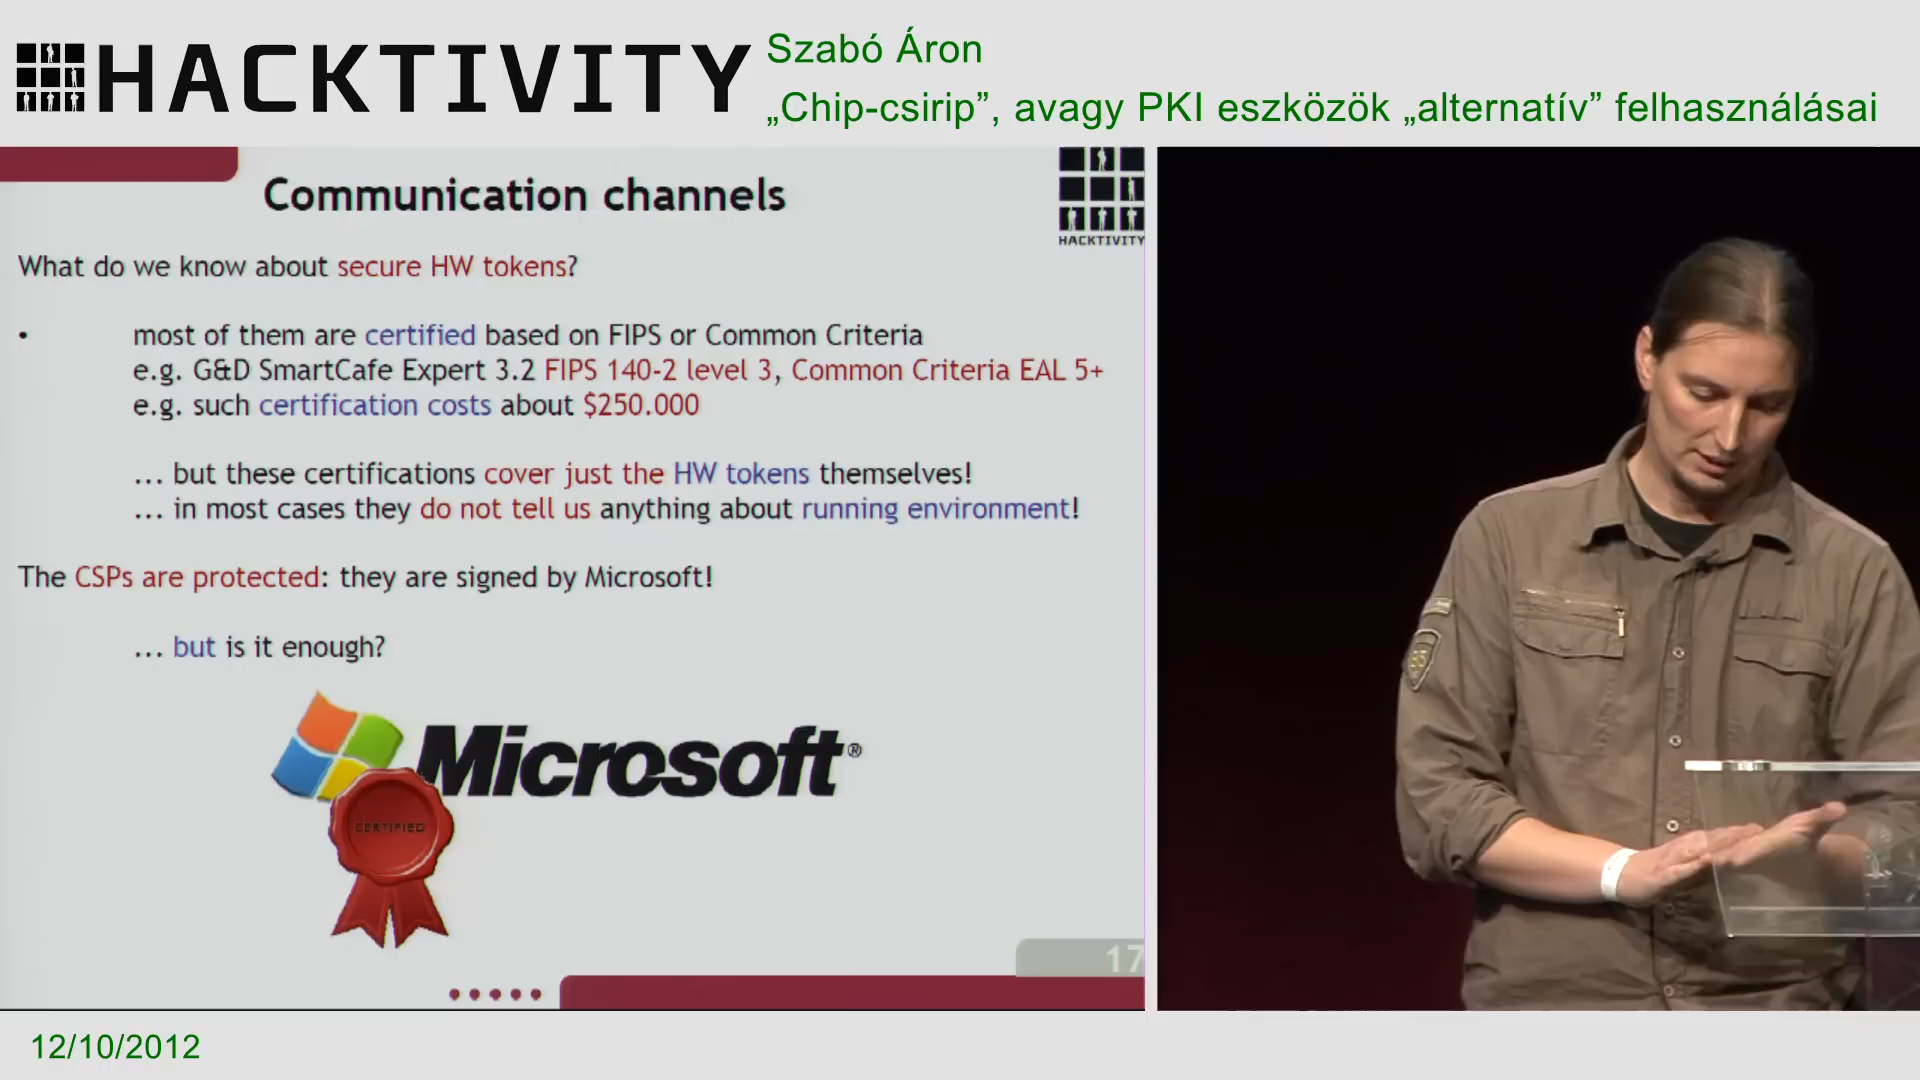 HACKTIVITY
Szabó Áron
„Chip-csirip”, avagy PKI eszközök „alternatív” felhasználásai
Communication channels
HACKTIVITY
What do we know about secure HW tokens?
• most of them are certified based on FIPS or Common Criteria
e.g. G&D SmartCafe Expert 3.2 FIPS 140-2 level 3, Common Criteria EAL 5+
e.g. such certification costs about $250.000
... but these certifications cover just the HW tokens themselves!
... in most cases they do not tell us anything about running environment!
The CSPs are protected: they are signed by Microsoft!
... but is it enough?
Microsoft®
CERTIFIED
17
12/10/2012